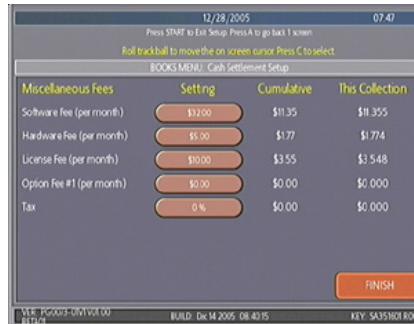 12/28/2005 07:47
Press START to Exit Setup. Press A to go back 1 screen
Roll trackball to move the on screen cursor. Press C to select.
BOOKS MENU: Cash Settlement Setup
Miscellaneous Fees Setting Cumulative This Collection
Software Fee (per month) $32.00 $11.35 $11.355
Hardware Fee (per month) $5.00 $1.77 $1.774
License Fee (per month) $10.00 $3.55 $3.548
Option Fee #1 (per month) $0.00 $0.00 $0.000
Tax 0 % $0.00 $0.000
FINISH
VER: BUILD: Dec 14 2005 08:40:15 KEY: